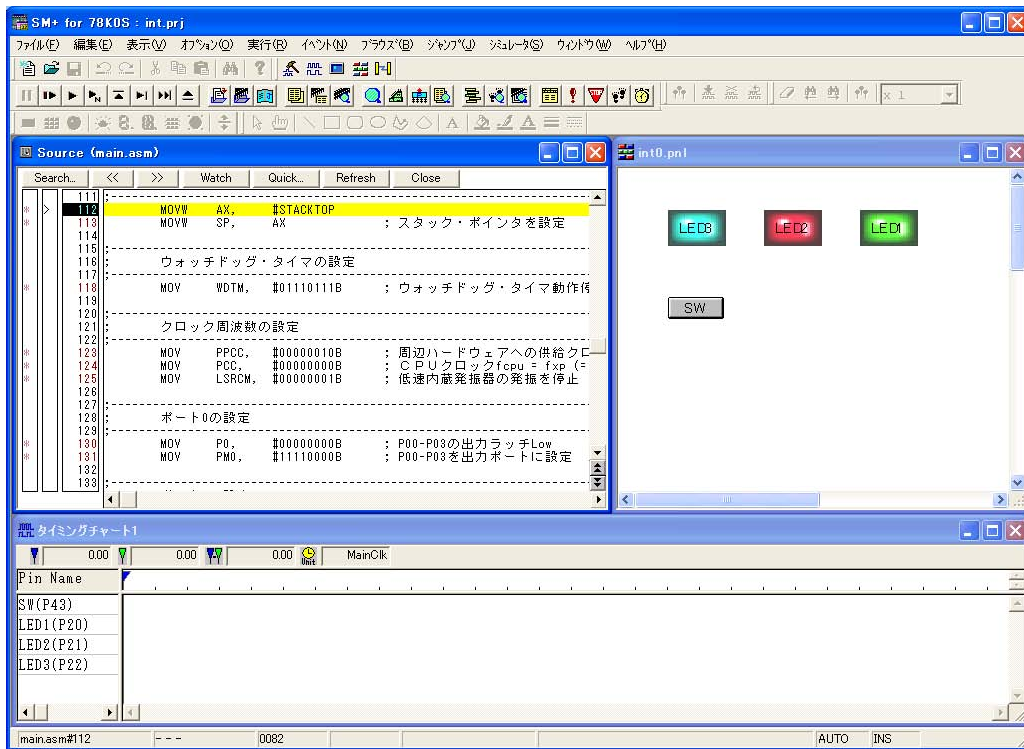 SM+ for 78K0S : int.prj
ファイル(F) 編集(E) 表示(V) オプション(O) 実行(R) イベント(N) ブラウズ(B) ジャンプ(J) シミュレータ(S) ウィンドウ(W) ヘルプ(H)
x 1
Source (main.asm)
Search... << >> Watch Quick... Refresh Close
111 ;
112 MOVW AX, #STACKTOP
113 MOVW SP, AX ; スタック・ポインタを設定
114
115 ;
116 ; ウォッチドッグ・タイマの設定
117 ;
118 MOV WDTM, #01110111B ; ウォッチドッグ・タイマ動作停
119
120 ;
121 ; クロック周波数の設定
122 ;
123 MOV PPCC, #00000010B ; 周辺ハードウェアへの供給クロ
124 MOV PCC, #00000000B ; ＣＰＵクロックfcpu = fxp (=
125 MOV LSRCM, #00000001B ; 低速内蔵発振器の発振を停止
126
127 ;
128 ; ポート0の設定
129 ;
130 MOV P0, #00000000B ; P00-P03の出力ラッチLow
131 MOV PM0, #11110000B ; P00-P03を出力ポートに設定
132
133 ;
int0.pnl
LED3 LED2 LED1
SW
タイミングチャート1
0.00 0.00 0.00 Unit MainClk
Pin Name
SW(P43)
LED1(P20)
LED2(P21)
LED3(P22)
main.asm#112 --- 0082 AUTO INS